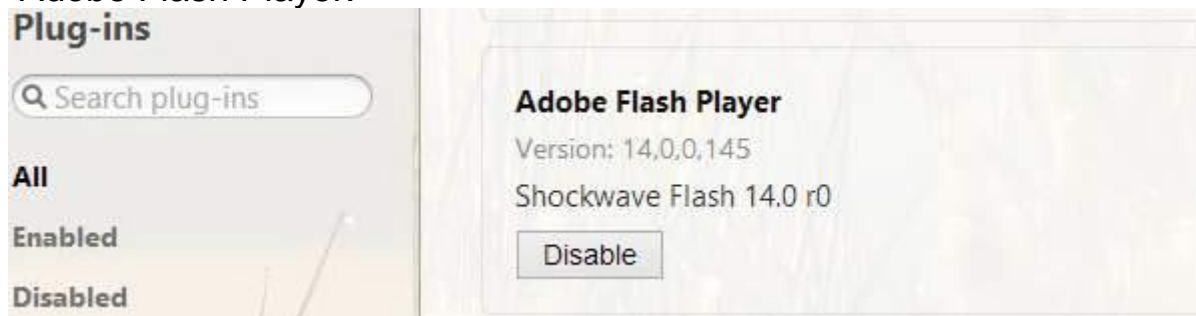 Adobe Flash Player.
Plug-ins
Search plug-ins
All
Enabled
Disabled
Adobe Flash Player
Version: 14,0,0,145
Shockwave Flash 14.0 r0
Disable